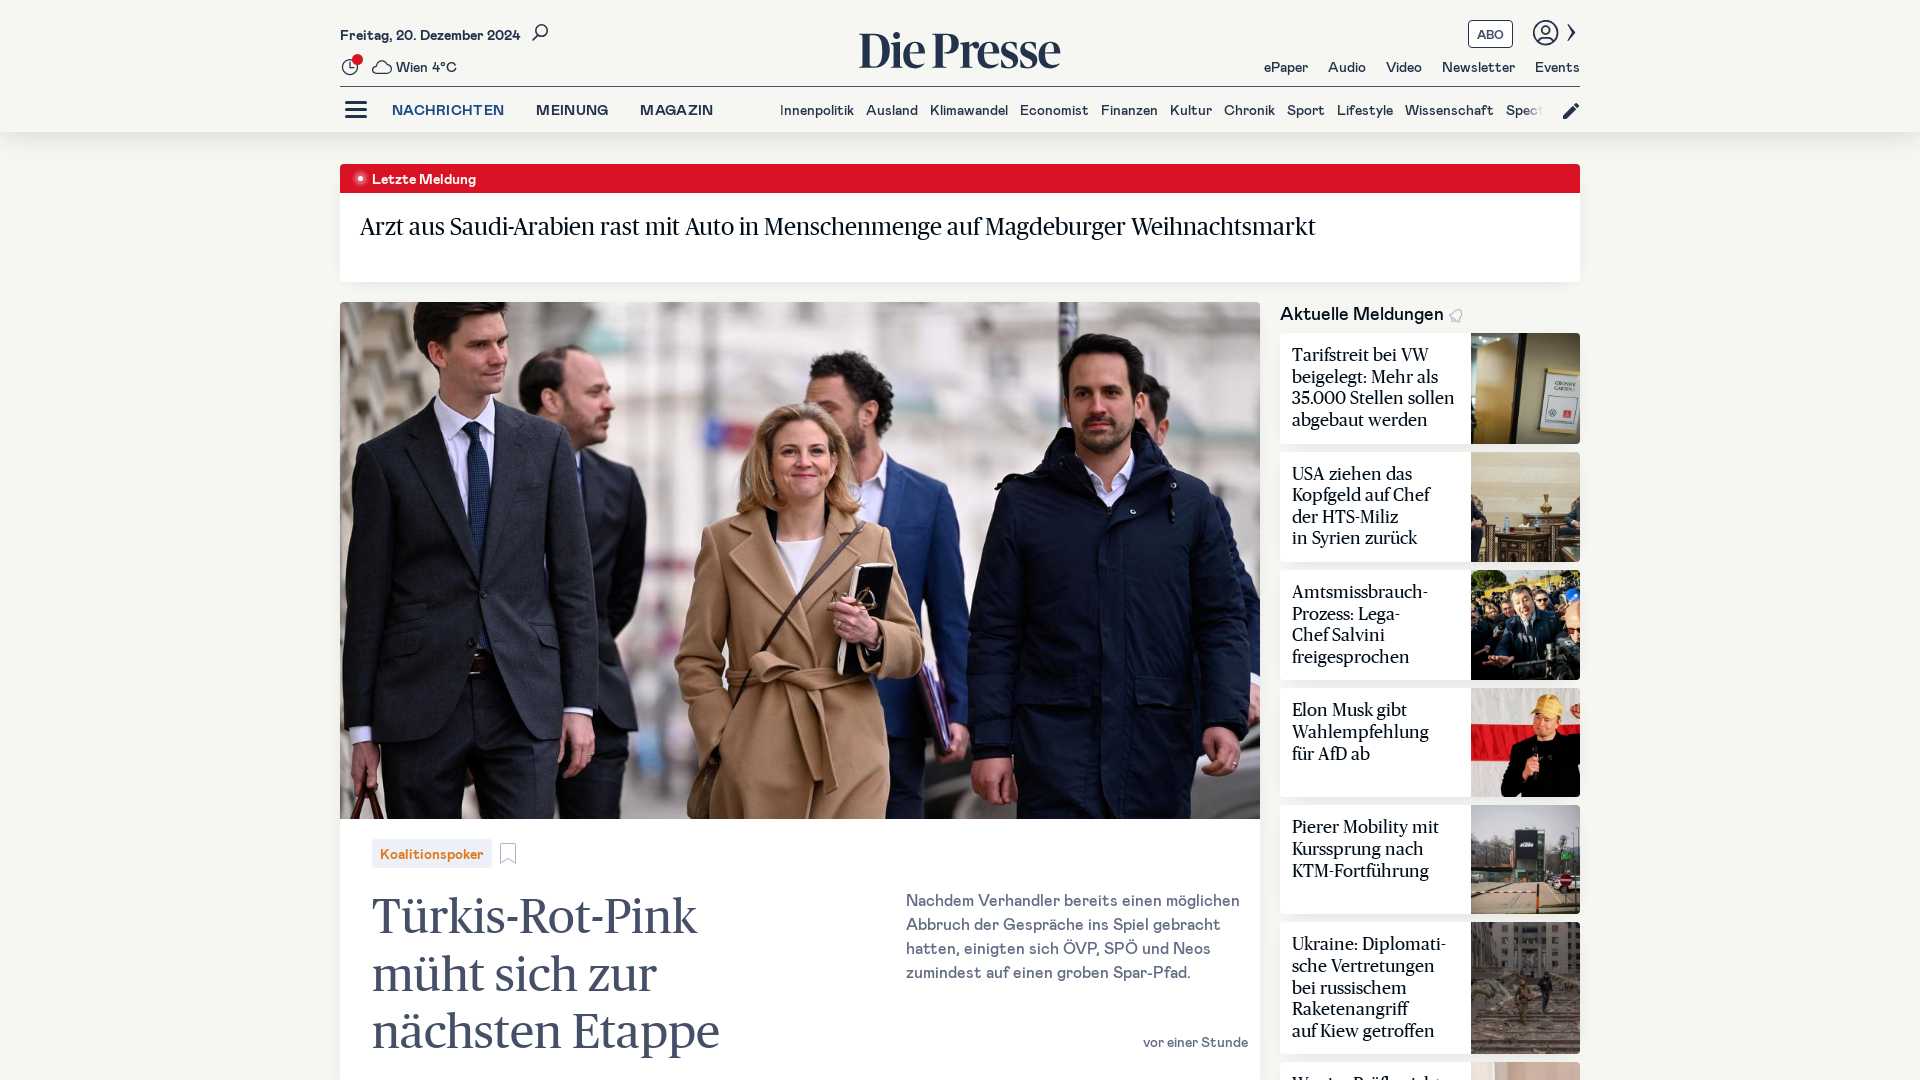 Freitag, 20. Dezember 2024
Wien 4°C
Die Presse
ABO
ePaper Audio Video Newsletter Events
NACHRICHTEN MEINUNG MAGAZIN
Innenpolitik Ausland Klimawandel Economist Finanzen Kultur Chronik Sport Lifestyle Wissenschaft
Letzte Meldung
Arzt aus Saudi-Arabien rast mit Auto in Menschenmenge auf Magdeburger Weihnachtsmarkt
Koalitionspoker
Türkis-Rot-Pink
müht sich zur
nächsten Etappe
Nachdem Verhandler bereits einen möglichen
Abbruch der Gespräche ins Spiel gebracht
hatten, einigten sich ÖVP, SPÖ und Neos
zumindest auf einen groben Spar-Pfad.
vor einer Stunde
Aktuelle Meldungen
Tarifstreit bei VW
beigelegt: Mehr als
35.000 Stellen sollen
abgebaut werden
USA ziehen das
Kopfgeld auf Chef
der HTS-Miliz
in Syrien zurück
Amtsmissbrauch-
Prozess: Lega-
Chef Salvini
freigesprochen
Elon Musk gibt
Wahlempfehlung
für AfD ab
Pierer Mobility mit
Kurssprung nach
KTM-Fortführung
Ukraine: Diplomati-
sche Vertretungen
bei russischem
Raketenangriff
auf Kiew getroffen